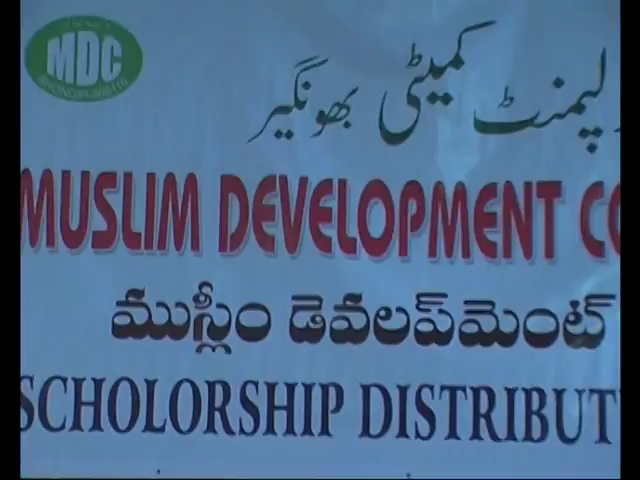 MDC
لپمنٹ کمیٹی بھونگیر
MUSLIM DEVELOPMENT CO
ముస్లీం డెవలప్‌మెంట్
SCHOLORSHIP DISTRIBUT